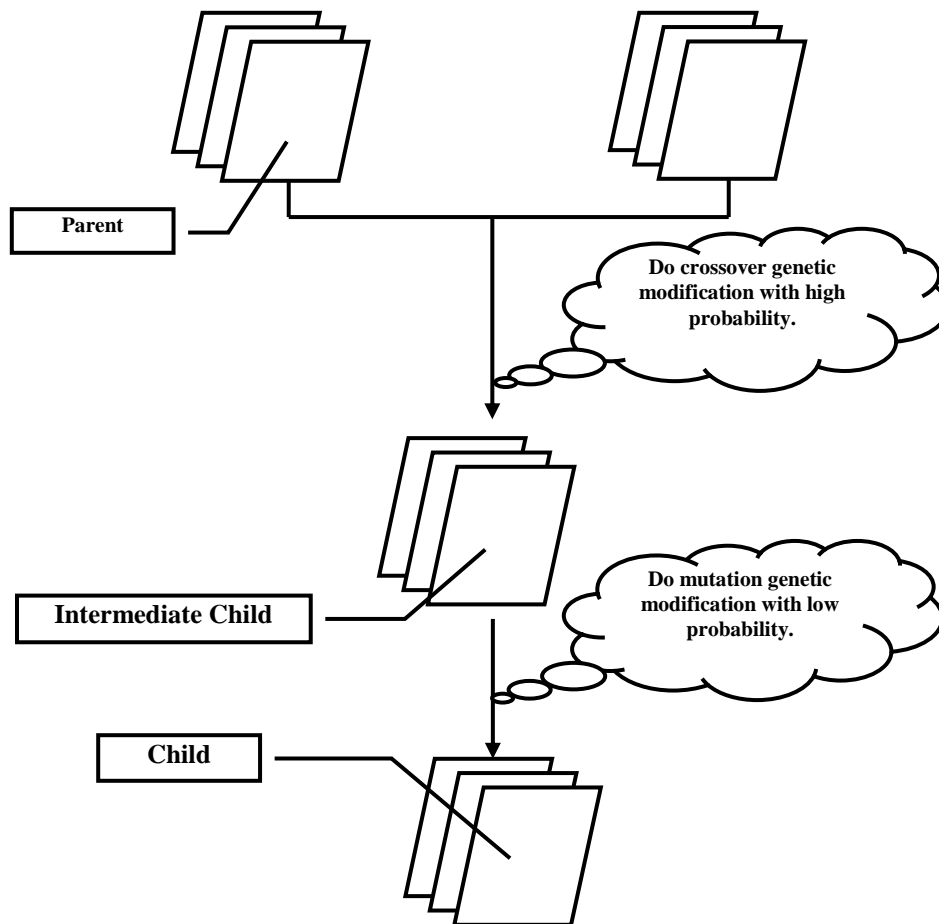 Parent
Do crossover genetic
modification with high
probability.
Intermediate Child
Do mutation genetic
modification with low
probability.
Child